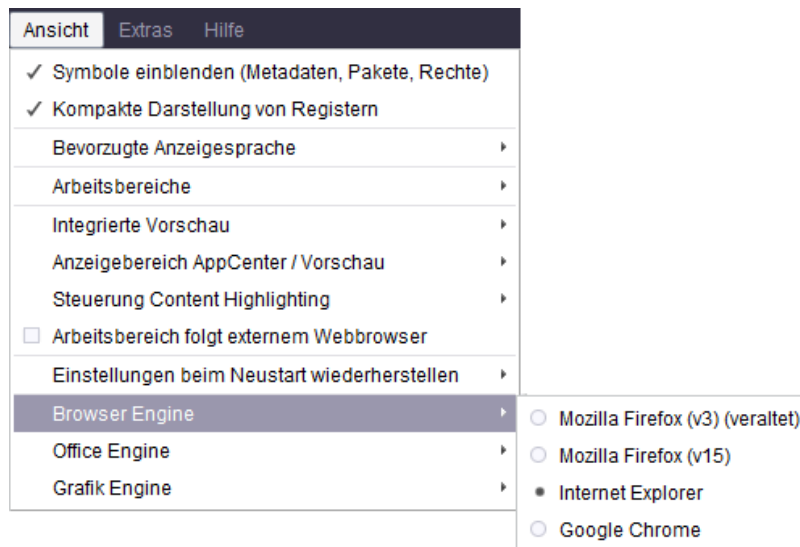 Ansicht Extras Hilfe
Symbole einblenden (Metadaten, Pakete, Rechte)
Kompakte Darstellung von Registern
Bevorzugte Anzeigesprache
Arbeitsbereiche
Integrierte Vorschau
Anzeigebereich AppCenter / Vorschau
Steuerung Content Highlighting
Arbeitsbereich folgt externem Webbrowser
Einstellungen beim Neustart wiederherstellen
Browser Engine
Office Engine
Grafik Engine
Mozilla Firefox (v3) (veraltet)
Mozilla Firefox (v15)
Internet Explorer
Google Chrome